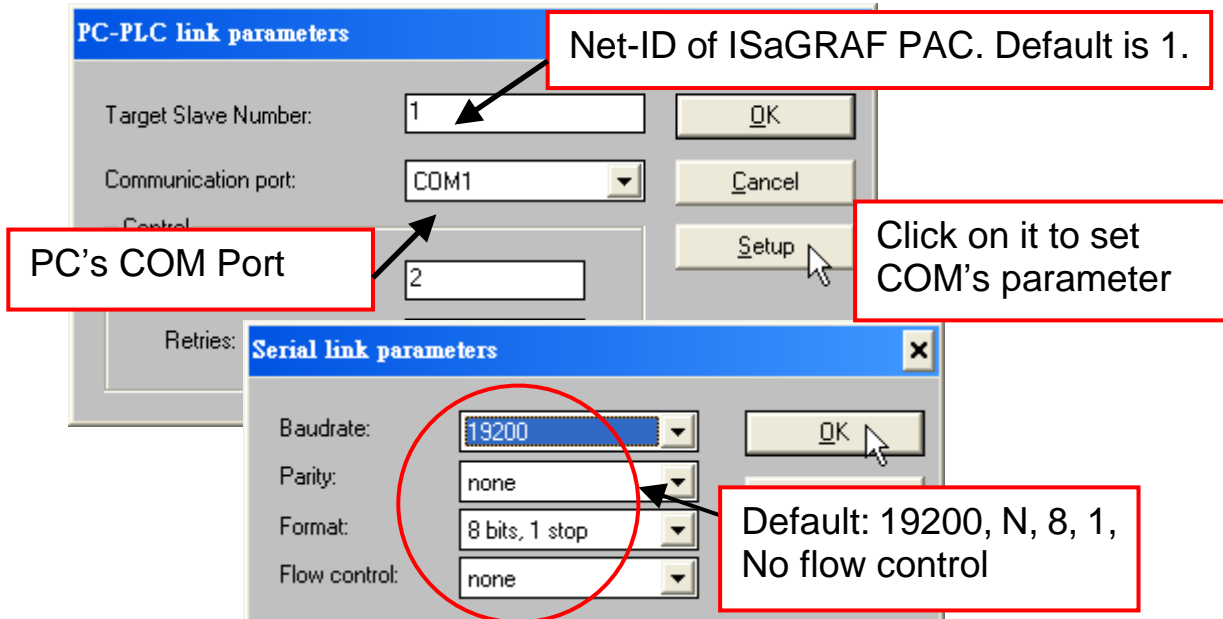 PC-PLC link parameters
Net-ID of ISaGRAF PAC. Default is 1.
Target Slave Number:
1
OK
Communication port:
COM1
Cancel
Control
PC's COM Port
2
Setup
Click on it to set
COM's parameter
Retries:
Serial link parameters
Baudrate:
19200
OK
Parity:
none
Format:
8 bits, 1 stop
Flow control:
none
Default: 19200, N, 8, 1,
No flow control